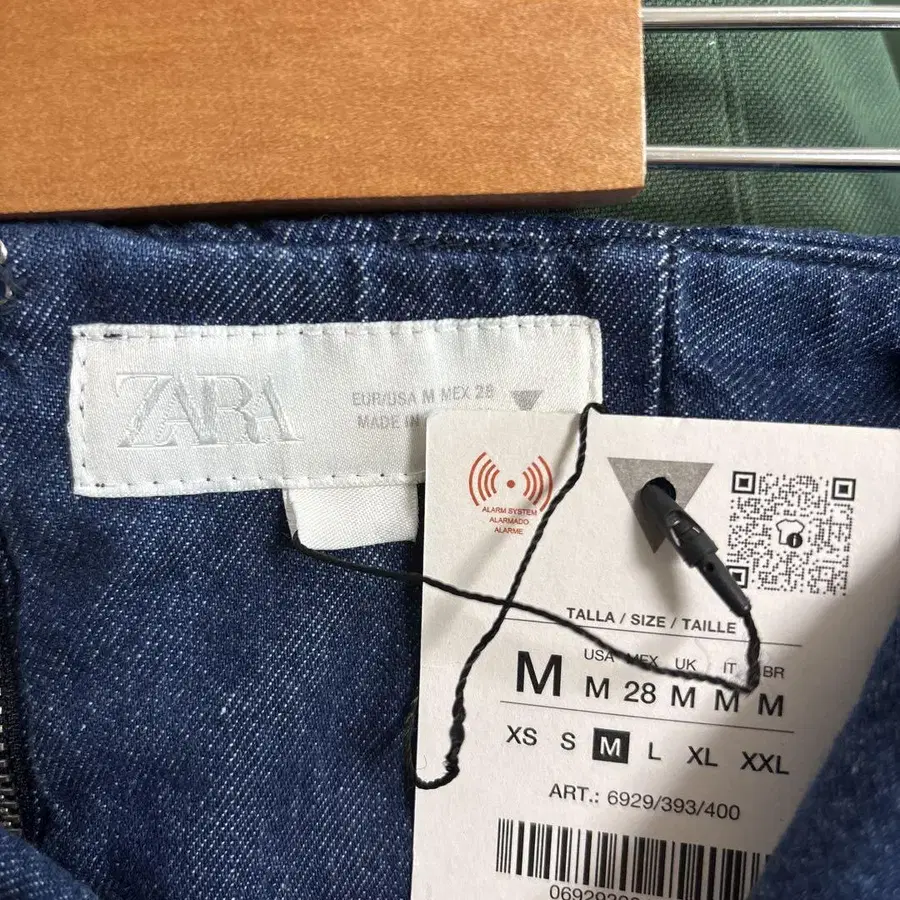 ZARA
EUR/USA M MEX 28
MADE IN
ALARM SYSTEM
ALARMADO
ALARME
TALLA / SIZE / TAILLE
USA MEX UK IT BR
M M 28 M M M
XS S M L XL XXL
ART.: 6929/393/400